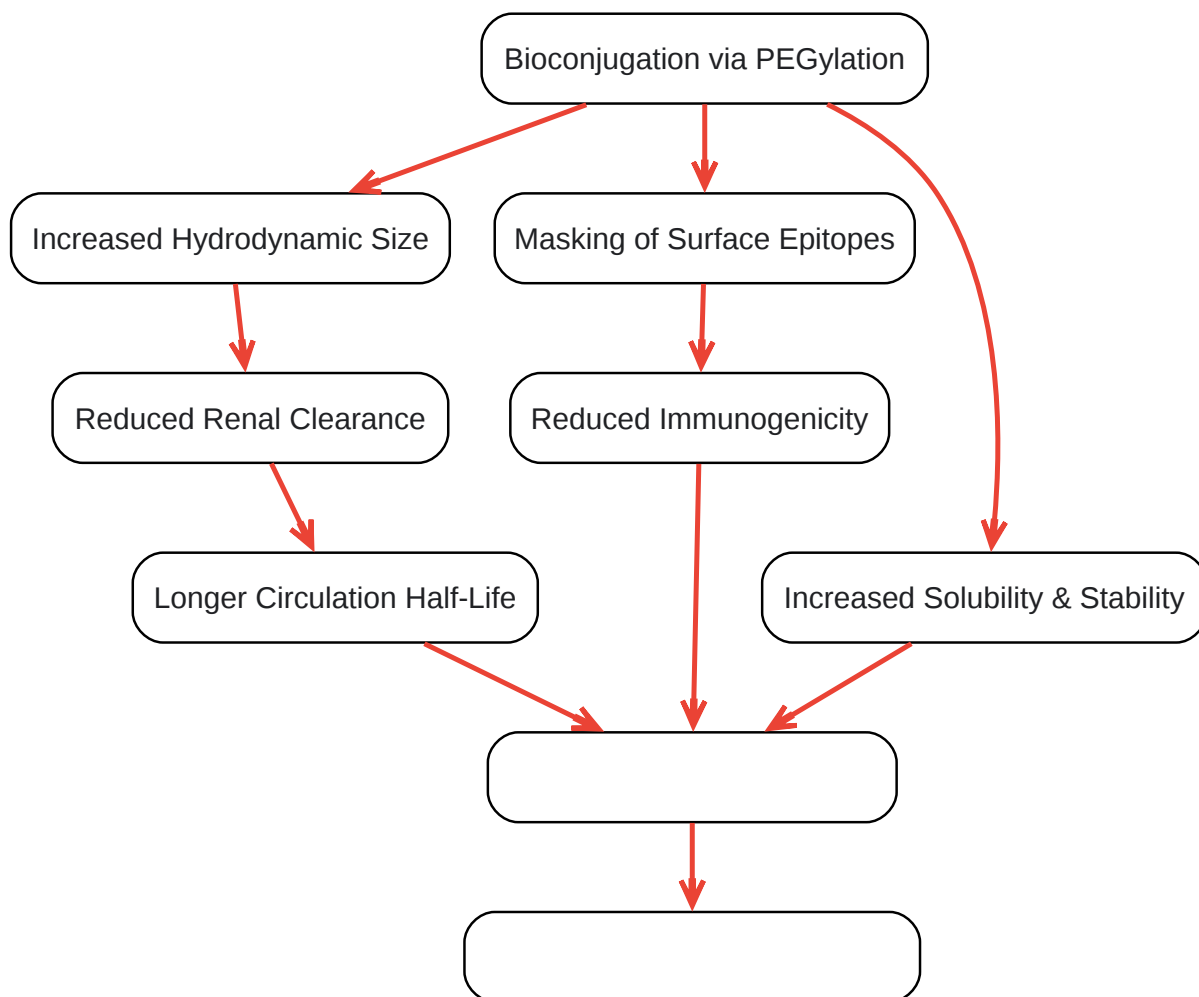 Bioconjugation via PEGylation
Increased Hydrodynamic Size
Masking of Surface Epitopes
Reduced Renal Clearance
Reduced Immunogenicity
Longer Circulation Half-Life
Increased Solubility & Stability